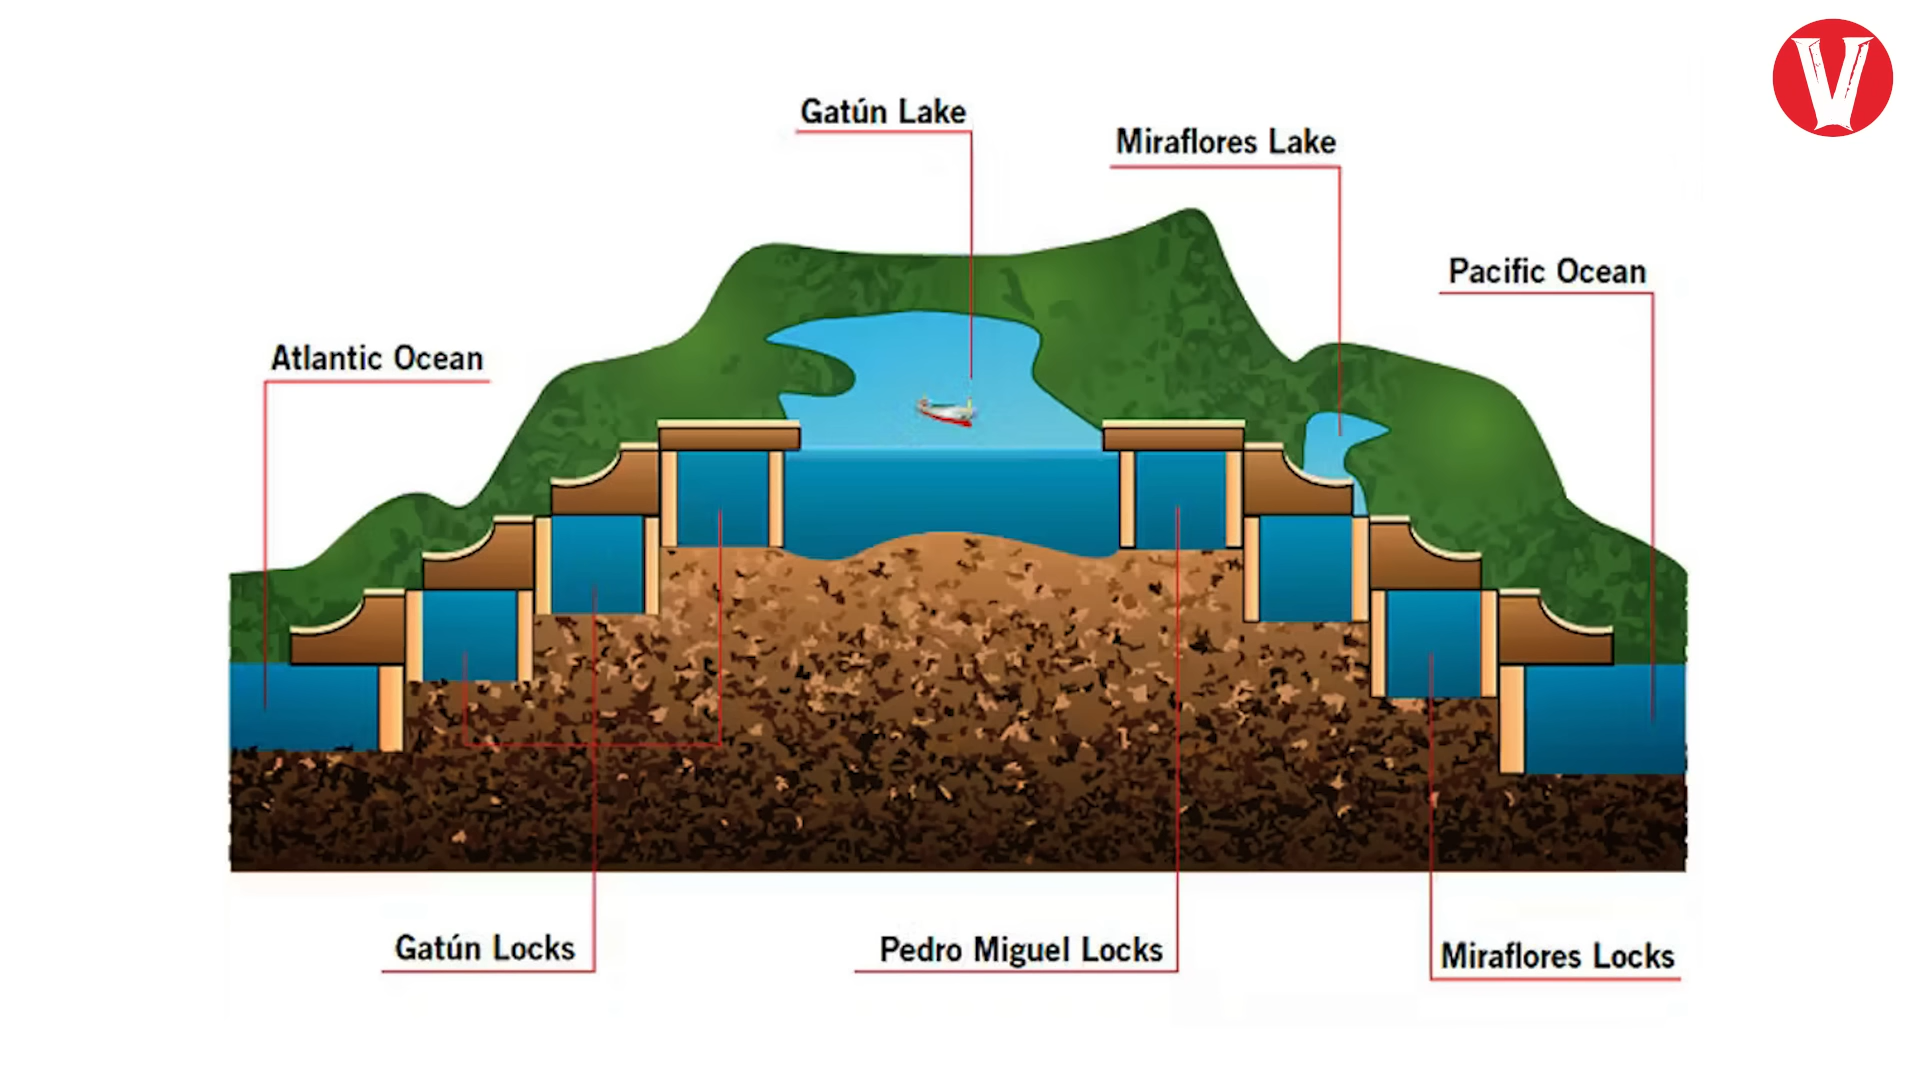 V
Gatún Lake
Miraflores Lake
Pacific Ocean
Atlantic Ocean
Gatún Locks
Pedro Miguel Locks
Miraflores Locks